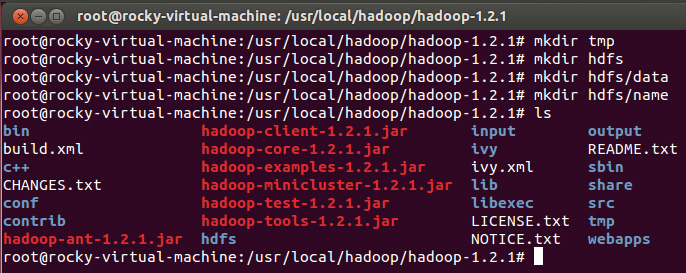 root@rocky-virtual-machine: /usr/local/hadoop/hadoop-1.2.1
root@rocky-virtual-machine:/usr/local/hadoop/hadoop-1.2.1# mkdir tmp
root@rocky-virtual-machine:/usr/local/hadoop/hadoop-1.2.1# mkdir hdfs
root@rocky-virtual-machine:/usr/local/hadoop/hadoop-1.2.1# mkdir hdfs/data
root@rocky-virtual-machine:/usr/local/hadoop/hadoop-1.2.1# mkdir hdfs/name
root@rocky-virtual-machine:/usr/local/hadoop/hadoop-1.2.1# ls
bin hadoop-client-1.2.1.jar input output
build.xml hadoop-core-1.2.1.jar ivy README.txt
c++ hadoop-examples-1.2.1.jar ivy.xml sbin
CHANGES.txt hadoop-minicluster-1.2.1.jar lib share
conf hadoop-test-1.2.1.jar libexec src
contrib hadoop-tools-1.2.1.jar LICENSE.txt tmp
hadoop-ant-1.2.1.jar hdfs NOTICE.txt webapps
root@rocky-virtual-machine:/usr/local/hadoop/hadoop-1.2.1#